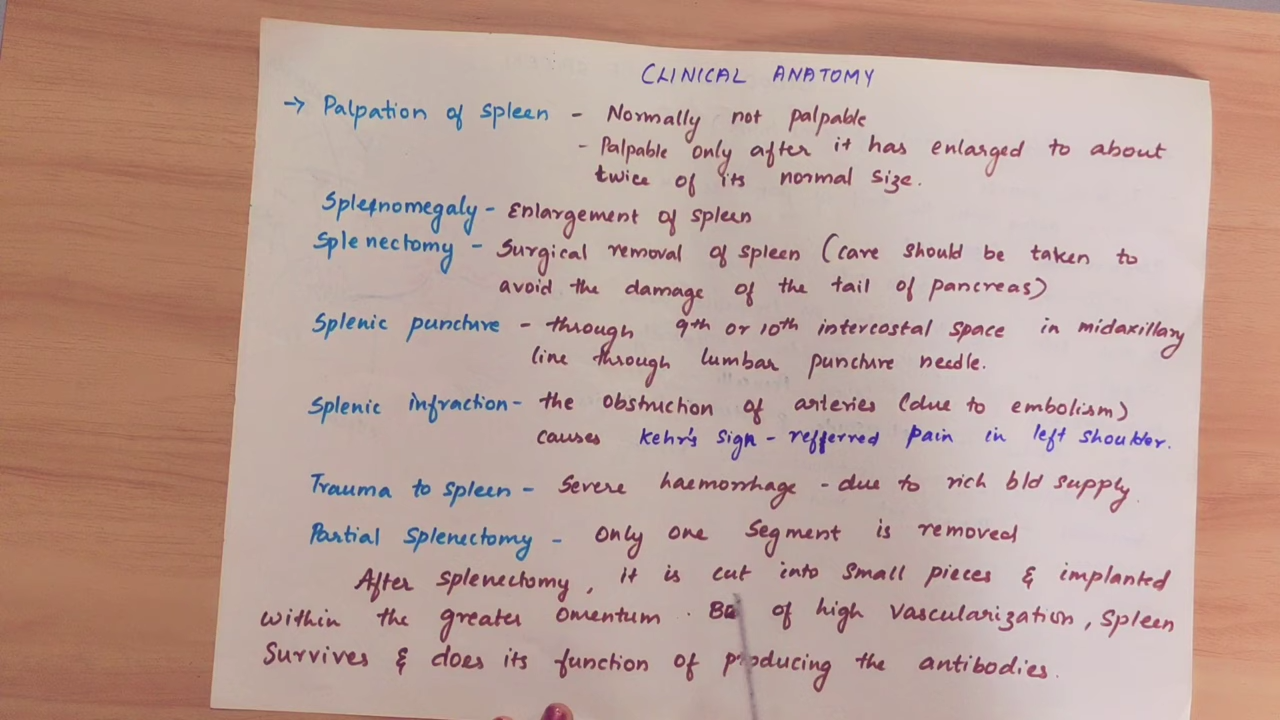 CLINICAL ANATOMY
→ Palpation of spleen - Normally not palpable
- Palpable only after it has enlarged to about
twice of its normal size.
Splenomegaly - Enlargement of spleen
Splenectomy - Surgical removal of spleen (care should be taken to
avoid the damage of the tail of pancreas)
Splenic puncture - through 9th or 10th intercostal space in midaxillary
line through lumbar puncture needle.
Splenic infraction - the obstruction of arteries (due to embolism)
causes Kehr's sign - refferred pain in left shoulder.
Trauma to spleen - Severe haemorrhage - due to rich bld supply.
Partial splenectomy - Only one segment is removed
After splenectomy, it is cut into small pieces & implanted
within the greater omentum. of high vascularization, spleen
survives & does its function of producing the antibodies.